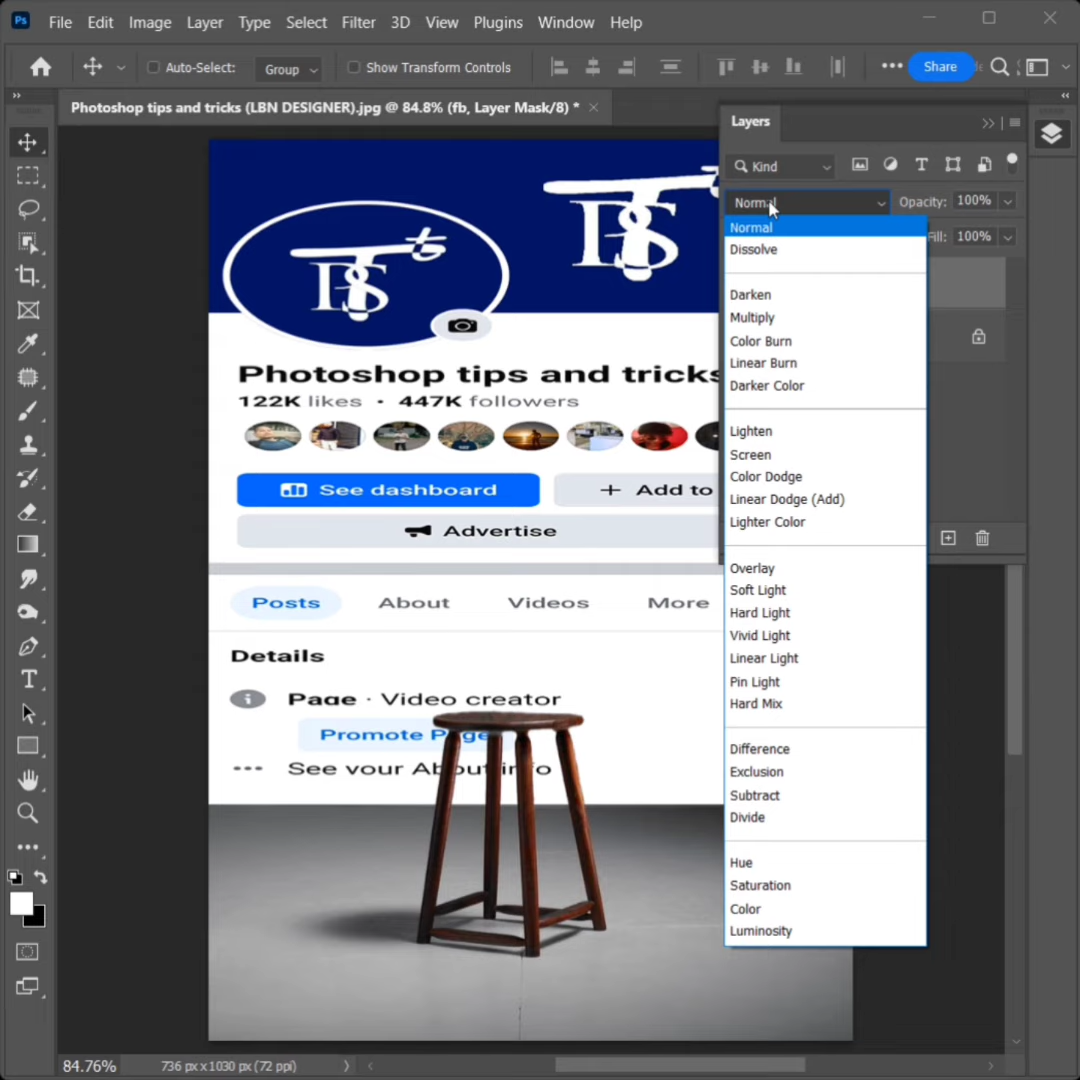 Ps File Edit Image Layer Type Select Filter 3D View Plugins Window Help
Auto-Select: Group Show Transform Controls ••• Share
Photoshop tips and tricks (LBN DESIGNER).jpg @ 84.8% (fb, Layer Mask/8) *
Layers
Kind
Normal Opacity: 100%
Fill: 100%
Normal
Dissolve
Darken
Multiply
Color Burn
Linear Burn
Darker Color
Lighten
Screen
Color Dodge
Linear Dodge (Add)
Lighter Color
Overlay
Soft Light
Hard Light
Vivid Light
Linear Light
Pin Light
Hard Mix
Difference
Exclusion
Subtract
Divide
Hue
Saturation
Color
Luminosity
Photoshop tips and tricks
122K likes • 447K followers
See dashboard
+ Add to
Advertise
Posts About Videos More
Details
Page · Video creator
Promote Page
••• See your About info
84.76% 736 px x 1030 px (72 ppi)